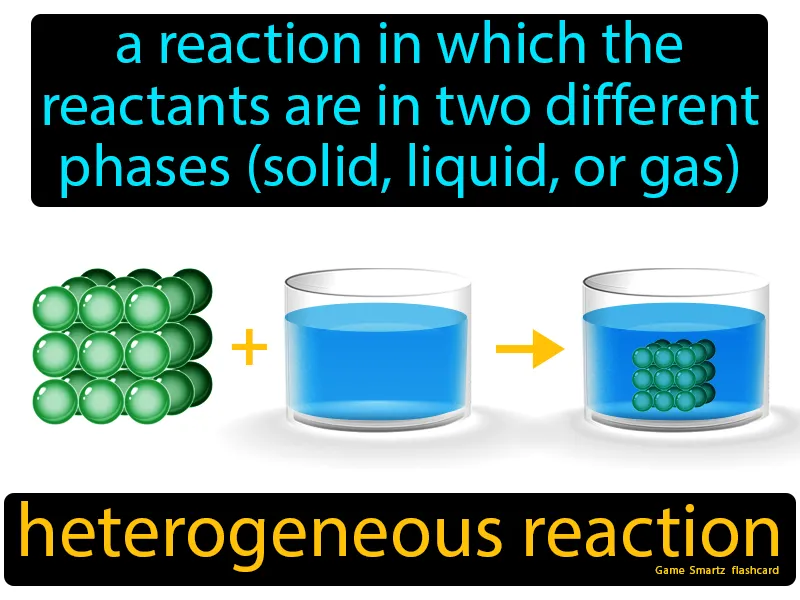 a reaction in which the
reactants are in two different
phases (solid, liquid, or gas)
+
heterogeneous reaction
Game Smartz flashcard